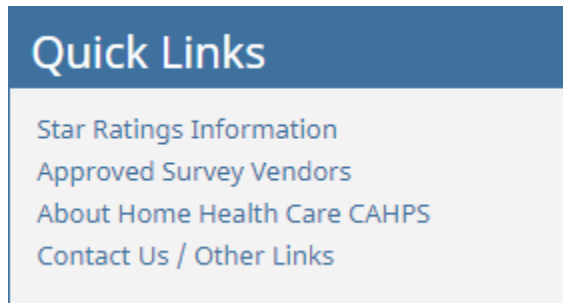 Quick Links
Star Ratings Information
Approved Survey Vendors
About Home Health Care CAHPS
Contact Us / Other Links